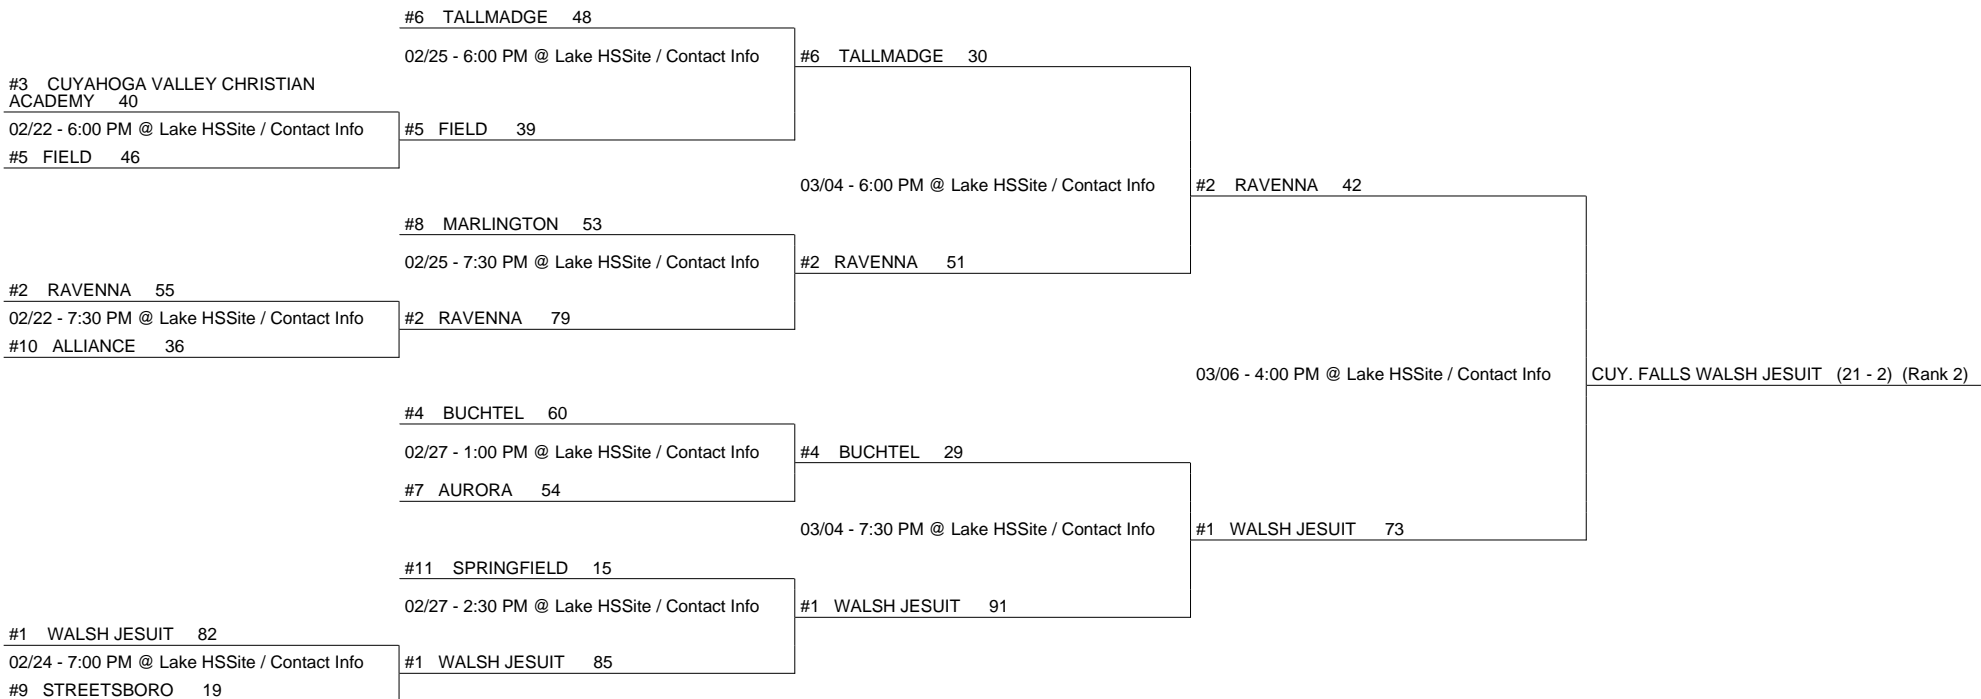 #6 TALLMADGE 48
02/25 - 6:00 PM @ Lake HSSite / Contact Info
#6 TALLMADGE 30
#3 CUYAHOGA VALLEY CHRISTIAN
ACADEMY 40
02/22 - 6:00 PM @ Lake HSSite / Contact Info
#5 FIELD 39
#5 FIELD 46
03/04 - 6:00 PM @ Lake HSSite / Contact Info
#2 RAVENNA 42
#8 MARLINGTON 53
02/25 - 7:30 PM @ Lake HSSite / Contact Info
#2 RAVENNA 51
#2 RAVENNA 55
02/22 - 7:30 PM @ Lake HSSite / Contact Info
#2 RAVENNA 79
#10 ALLIANCE 36
03/06 - 4:00 PM @ Lake HSSite / Contact Info
CUY. FALLS WALSH JESUIT (21 - 2) (Rank 2)
#4 BUCHTEL 60
02/27 - 1:00 PM @ Lake HSSite / Contact Info
#4 BUCHTEL 29
#7 AURORA 54
03/04 - 7:30 PM @ Lake HSSite / Contact Info
#1 WALSH JESUIT 73
#11 SPRINGFIELD 15
02/27 - 2:30 PM @ Lake HSSite / Contact Info
#1 WALSH JESUIT 91
#1 WALSH JESUIT 82
02/24 - 7:00 PM @ Lake HSSite / Contact Info
#1 WALSH JESUIT 85
#9 STREETSBORO 19